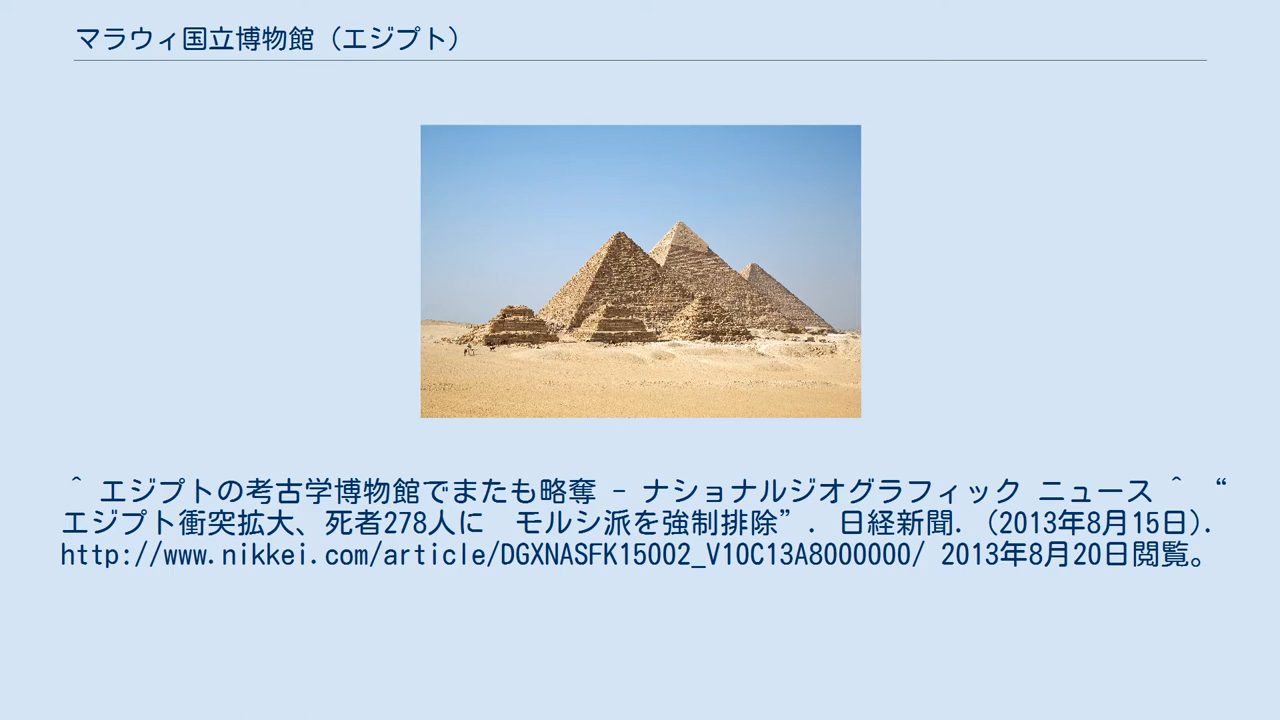 マラウィ国立博物館（エジプト）
^ エジプトの考古学博物館でまたも略奪 - ナショナルジオグラフィック ニュース ^ “
エジプト衝突拡大、死者278人に　モルシ派を強制排除”. 日経新聞. (2013年8月15日).
http://www.nikkei.com/article/DGXNASFK15002_V10C13A8000000/ 2013年8月20日閲覧。